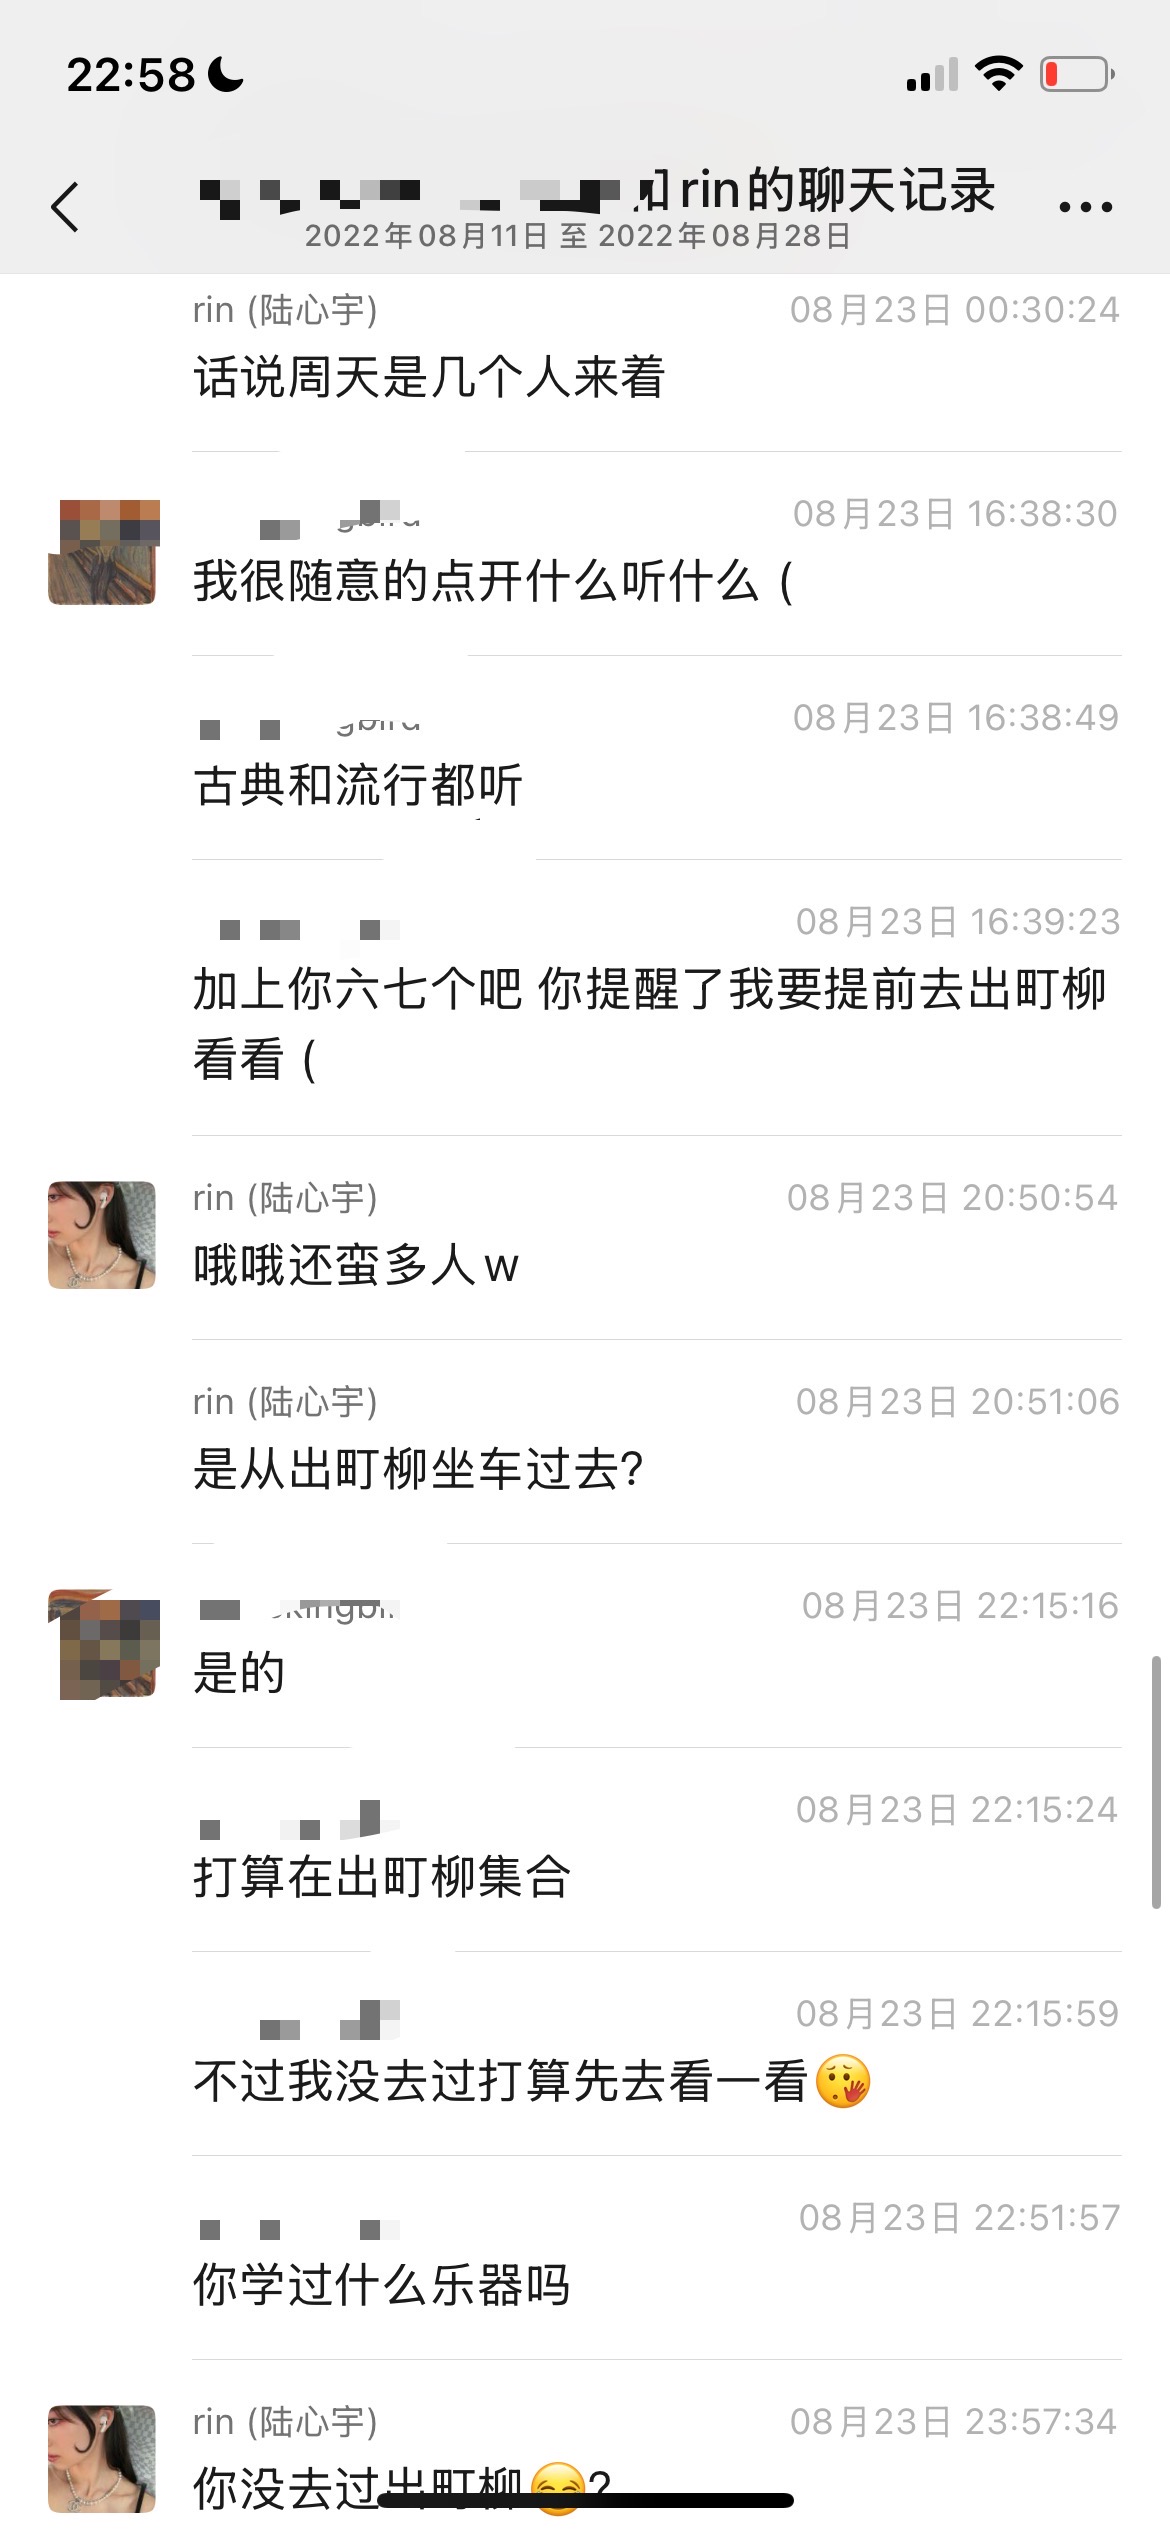 22:58
rin的聊天记录
2022年08月11日 至 2022年08月28日
rin (陆心宇) 08月23日 00:30:24
话说周天是几个人来着
08月23日 16:38:30
我很随意的点开什么听什么（
08月23日 16:38:49
古典和流行都听
08月23日 16:39:23
加上你六七个吧 你提醒了我要提前去出町柳
看看（
rin (陆心宇) 08月23日 20:50:54
哦哦还蛮多人w
rin (陆心宇) 08月23日 20:51:06
是从出町柳坐车过去?
08月23日 22:15:16
是的
08月23日 22:15:24
打算在出町柳集合
08月23日 22:15:59
不过我没去过打算先去看一看🫢
08月23日 22:51:57
你学过什么乐器吗
rin (陆心宇) 08月23日 23:57:34
你没去过出町柳😂?